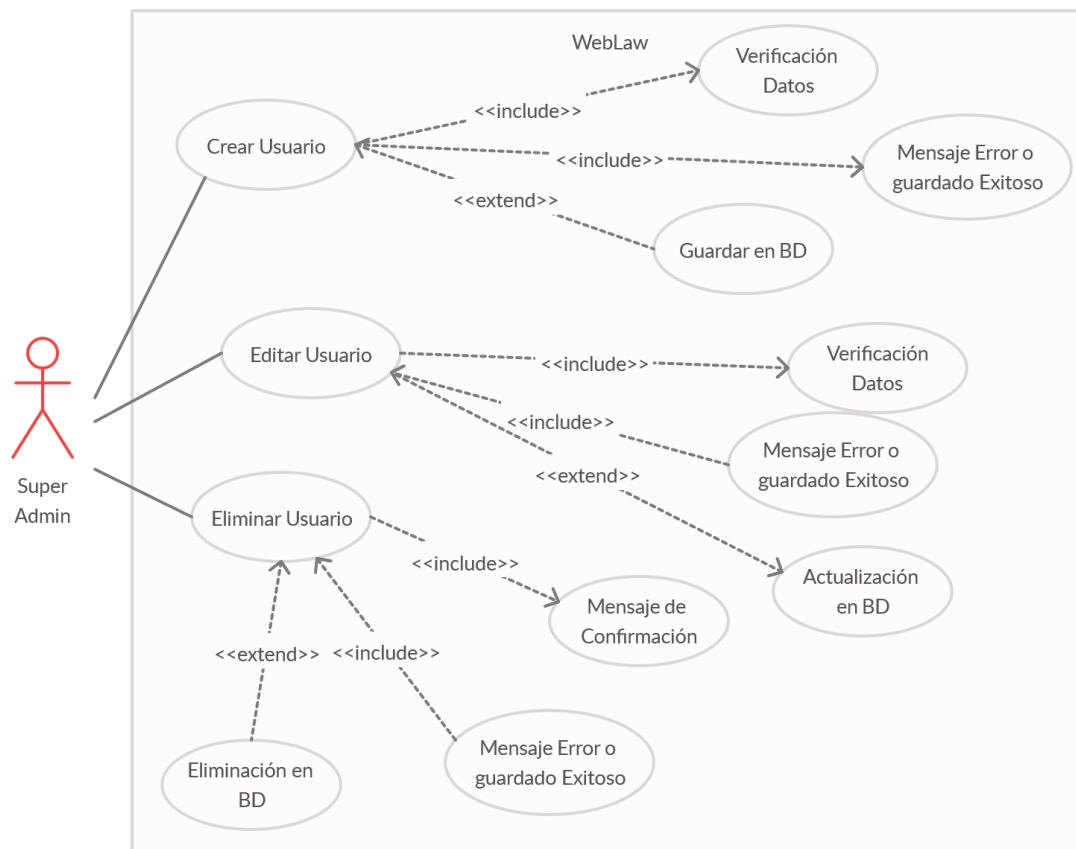 WebLaw
Verificación
Datos
<<include>>
Crear Usuario
<<include>>
Mensaje Error o
guardado Exitoso
<<extend>>
Guardar en BD
Editar Usuario
<<include>>
Verificación
Datos
<<include>>
Mensaje Error o
guardado Exitoso
<<extend>>
Super
Admin
Eliminar Usuario
<<include>>
Actualización
en BD
Mensaje de
Confirmación
<<extend>>
<<include>>
Mensaje Error o
guardado Exitoso
Eliminación en
BD